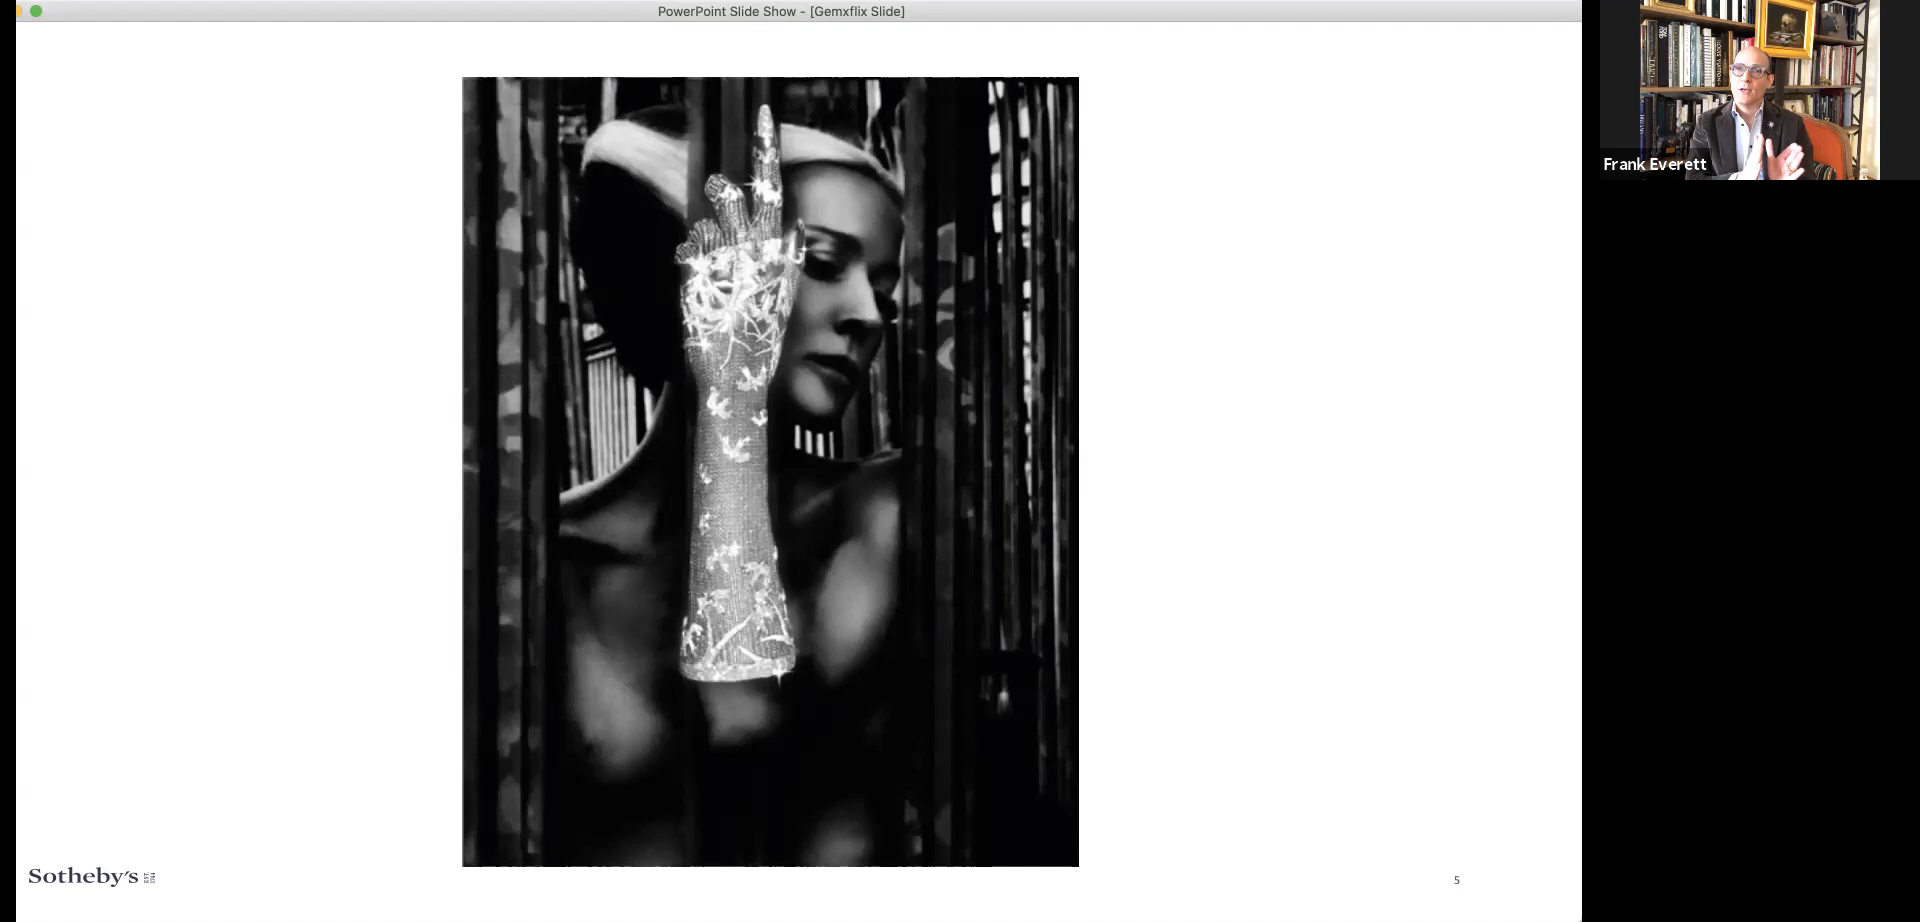 PowerPoint Slide Show - [Gemxflix Slide]
Frank Everett
Sotheby's
5